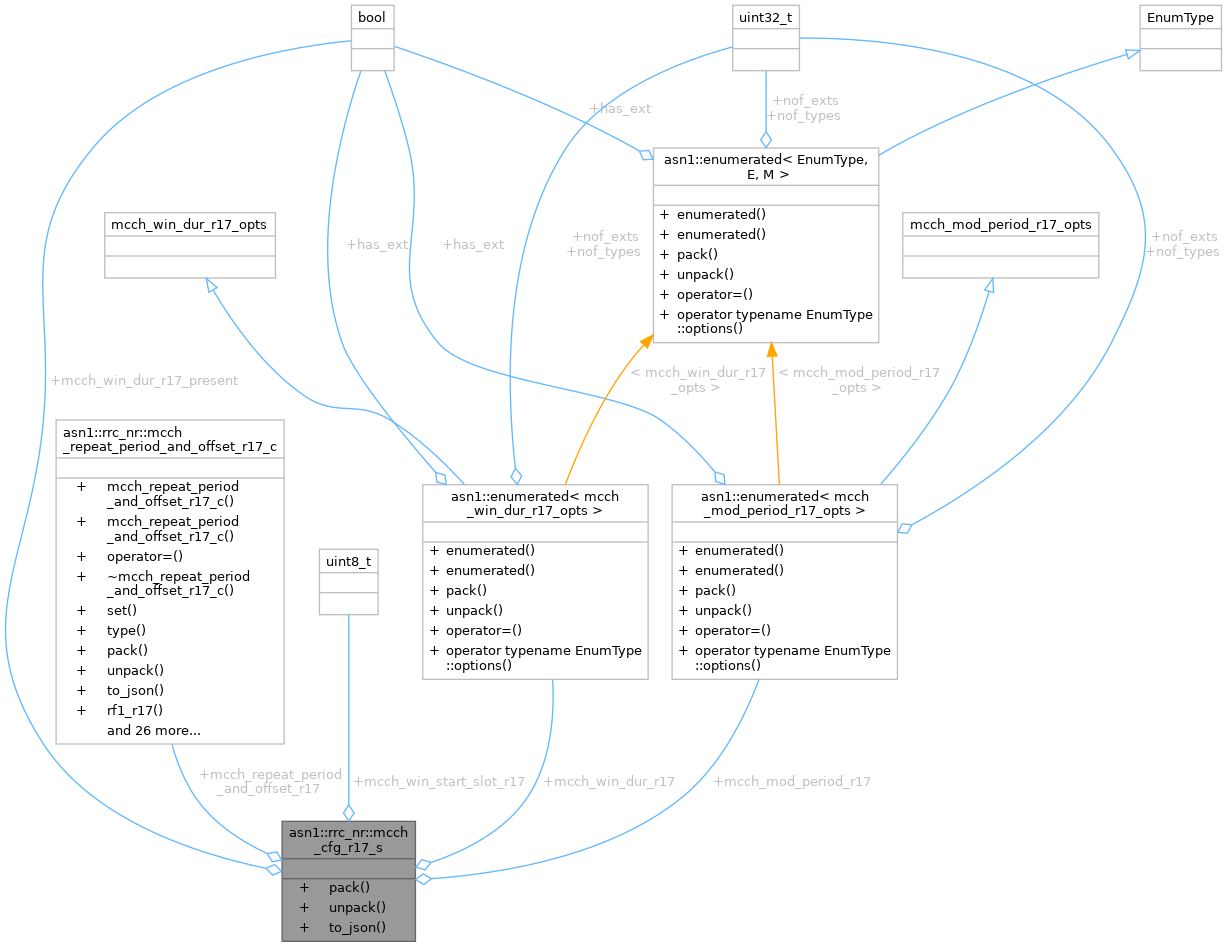 bool
uint32_t
EnumType
+has_ext
+nof_exts
+nof_types
asn1::enumerated< EnumType,
E, M >
+ enumerated()
+ enumerated()
+ pack()
+ unpack()
+ operator=()
+ operator typename EnumType
::options()
mcch_win_dur_r17_opts
mcch_mod_period_r17_opts
+has_ext
+has_ext
+nof_exts
+nof_types
+nof_exts
+nof_types
+mcch_win_dur_r17_present
< mcch_win_dur_r17
_opts >
< mcch_mod_period_r17
_opts >
asn1::rrc_nr::mcch
_repeat_period_and_offset_r17_c
+ mcch_repeat_period
_and_offset_r17_c()
+ mcch_repeat_period
_and_offset_r17_c()
+ operator=()
+ ~mcch_repeat_period
_and_offset_r17_c()
+ set()
+ type()
+ pack()
+ unpack()
+ to_json()
+ rf1_r17()
and 26 more...
uint8_t
asn1::enumerated< mcch
_win_dur_r17_opts >
+ enumerated()
+ enumerated()
+ pack()
+ unpack()
+ operator=()
+ operator typename EnumType
::options()
asn1::enumerated< mcch
_mod_period_r17_opts >
+ enumerated()
+ enumerated()
+ pack()
+ unpack()
+ operator=()
+ operator typename EnumType
::options()
+mcch_repeat_period
_and_offset_r17
+mcch_win_start_slot_r17
+mcch_win_dur_r17
+mcch_mod_period_r17
asn1::rrc_nr::mcch
_cfg_r17_s
+ pack()
+ unpack()
+ to_json()